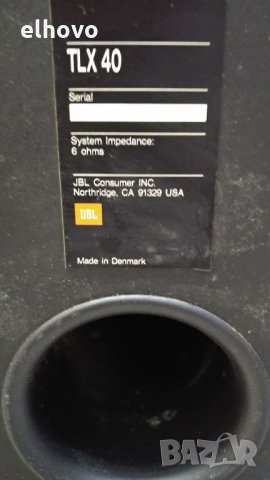 elhovo
TLX 40
Serial
System Impedance:
6 ohms
JBL Consumer INC.
Northridge, CA 91329 USA
JBL
Made in Denmark
BAZAR